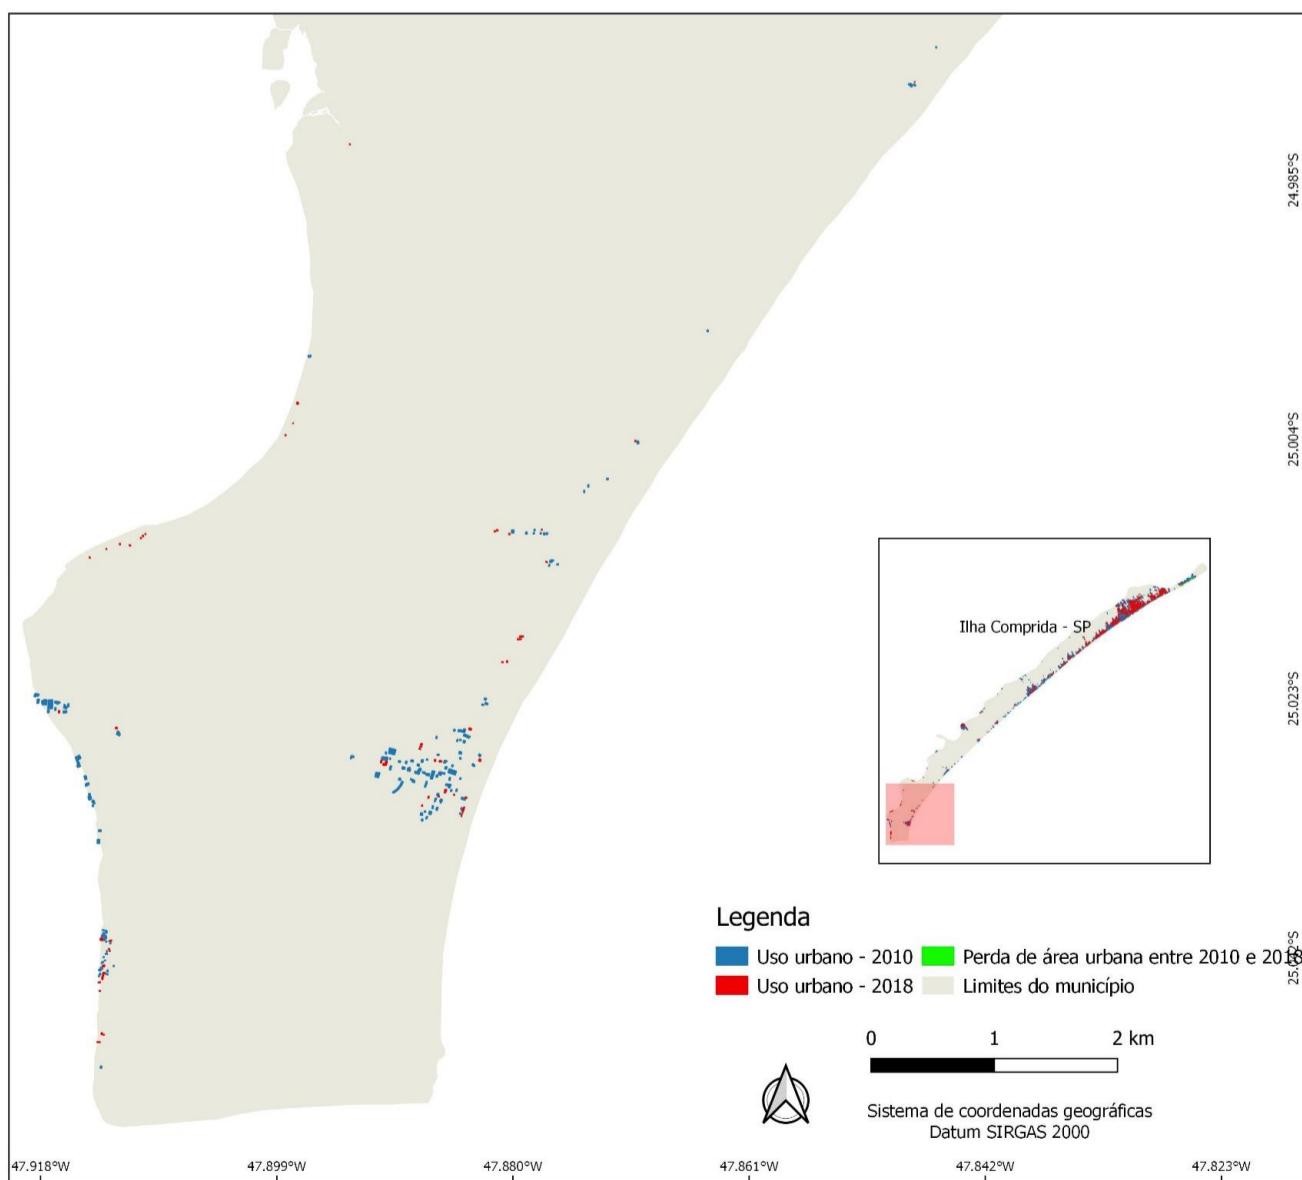 24.985°S
25.004°S
Ilha Comprida - SP
25.023°S
Legenda
Uso urbano - 2010
Perda de área urbana entre 2010 e 2018
Uso urbano - 2018
Limites do município
0 1 2 km
Sistema de coordenadas geográficas
Datum SIRGAS 2000
47.918°W 47.899°W 47.880°W 47.861°W 47.842°W 47.823°W